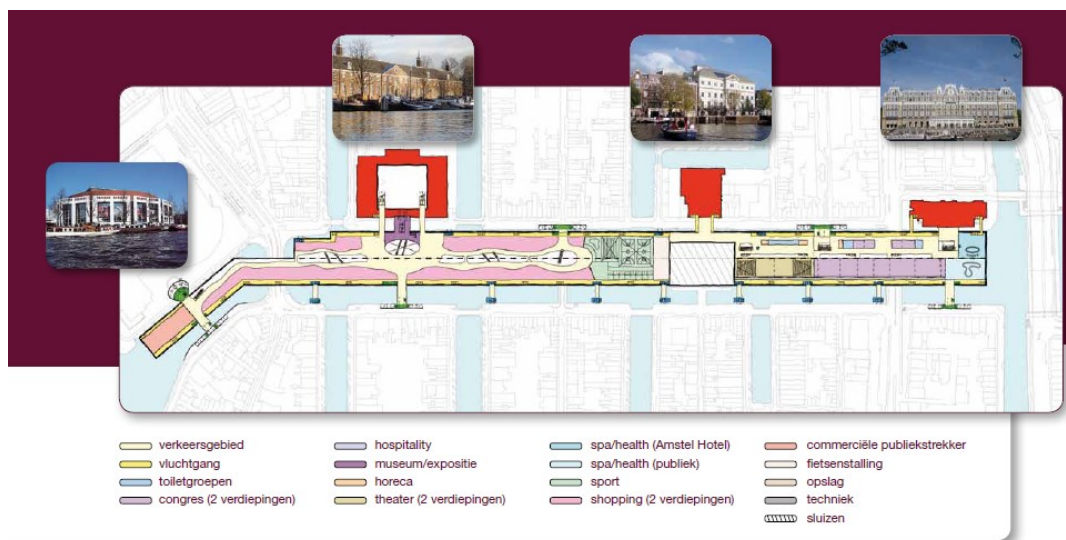 verkeersgebied
vluchtgang
toiletgroepen
congres (2 verdiepingen)
hospitality
museum/expositie
horeca
theater (2 verdiepingen)
spa/health (Amstel Hotel)
spa/health (publiek)
sport
shopping (2 verdiepingen)
commerciële publiekstrekker
fietsenstalling
opslag
techniek
sluizen